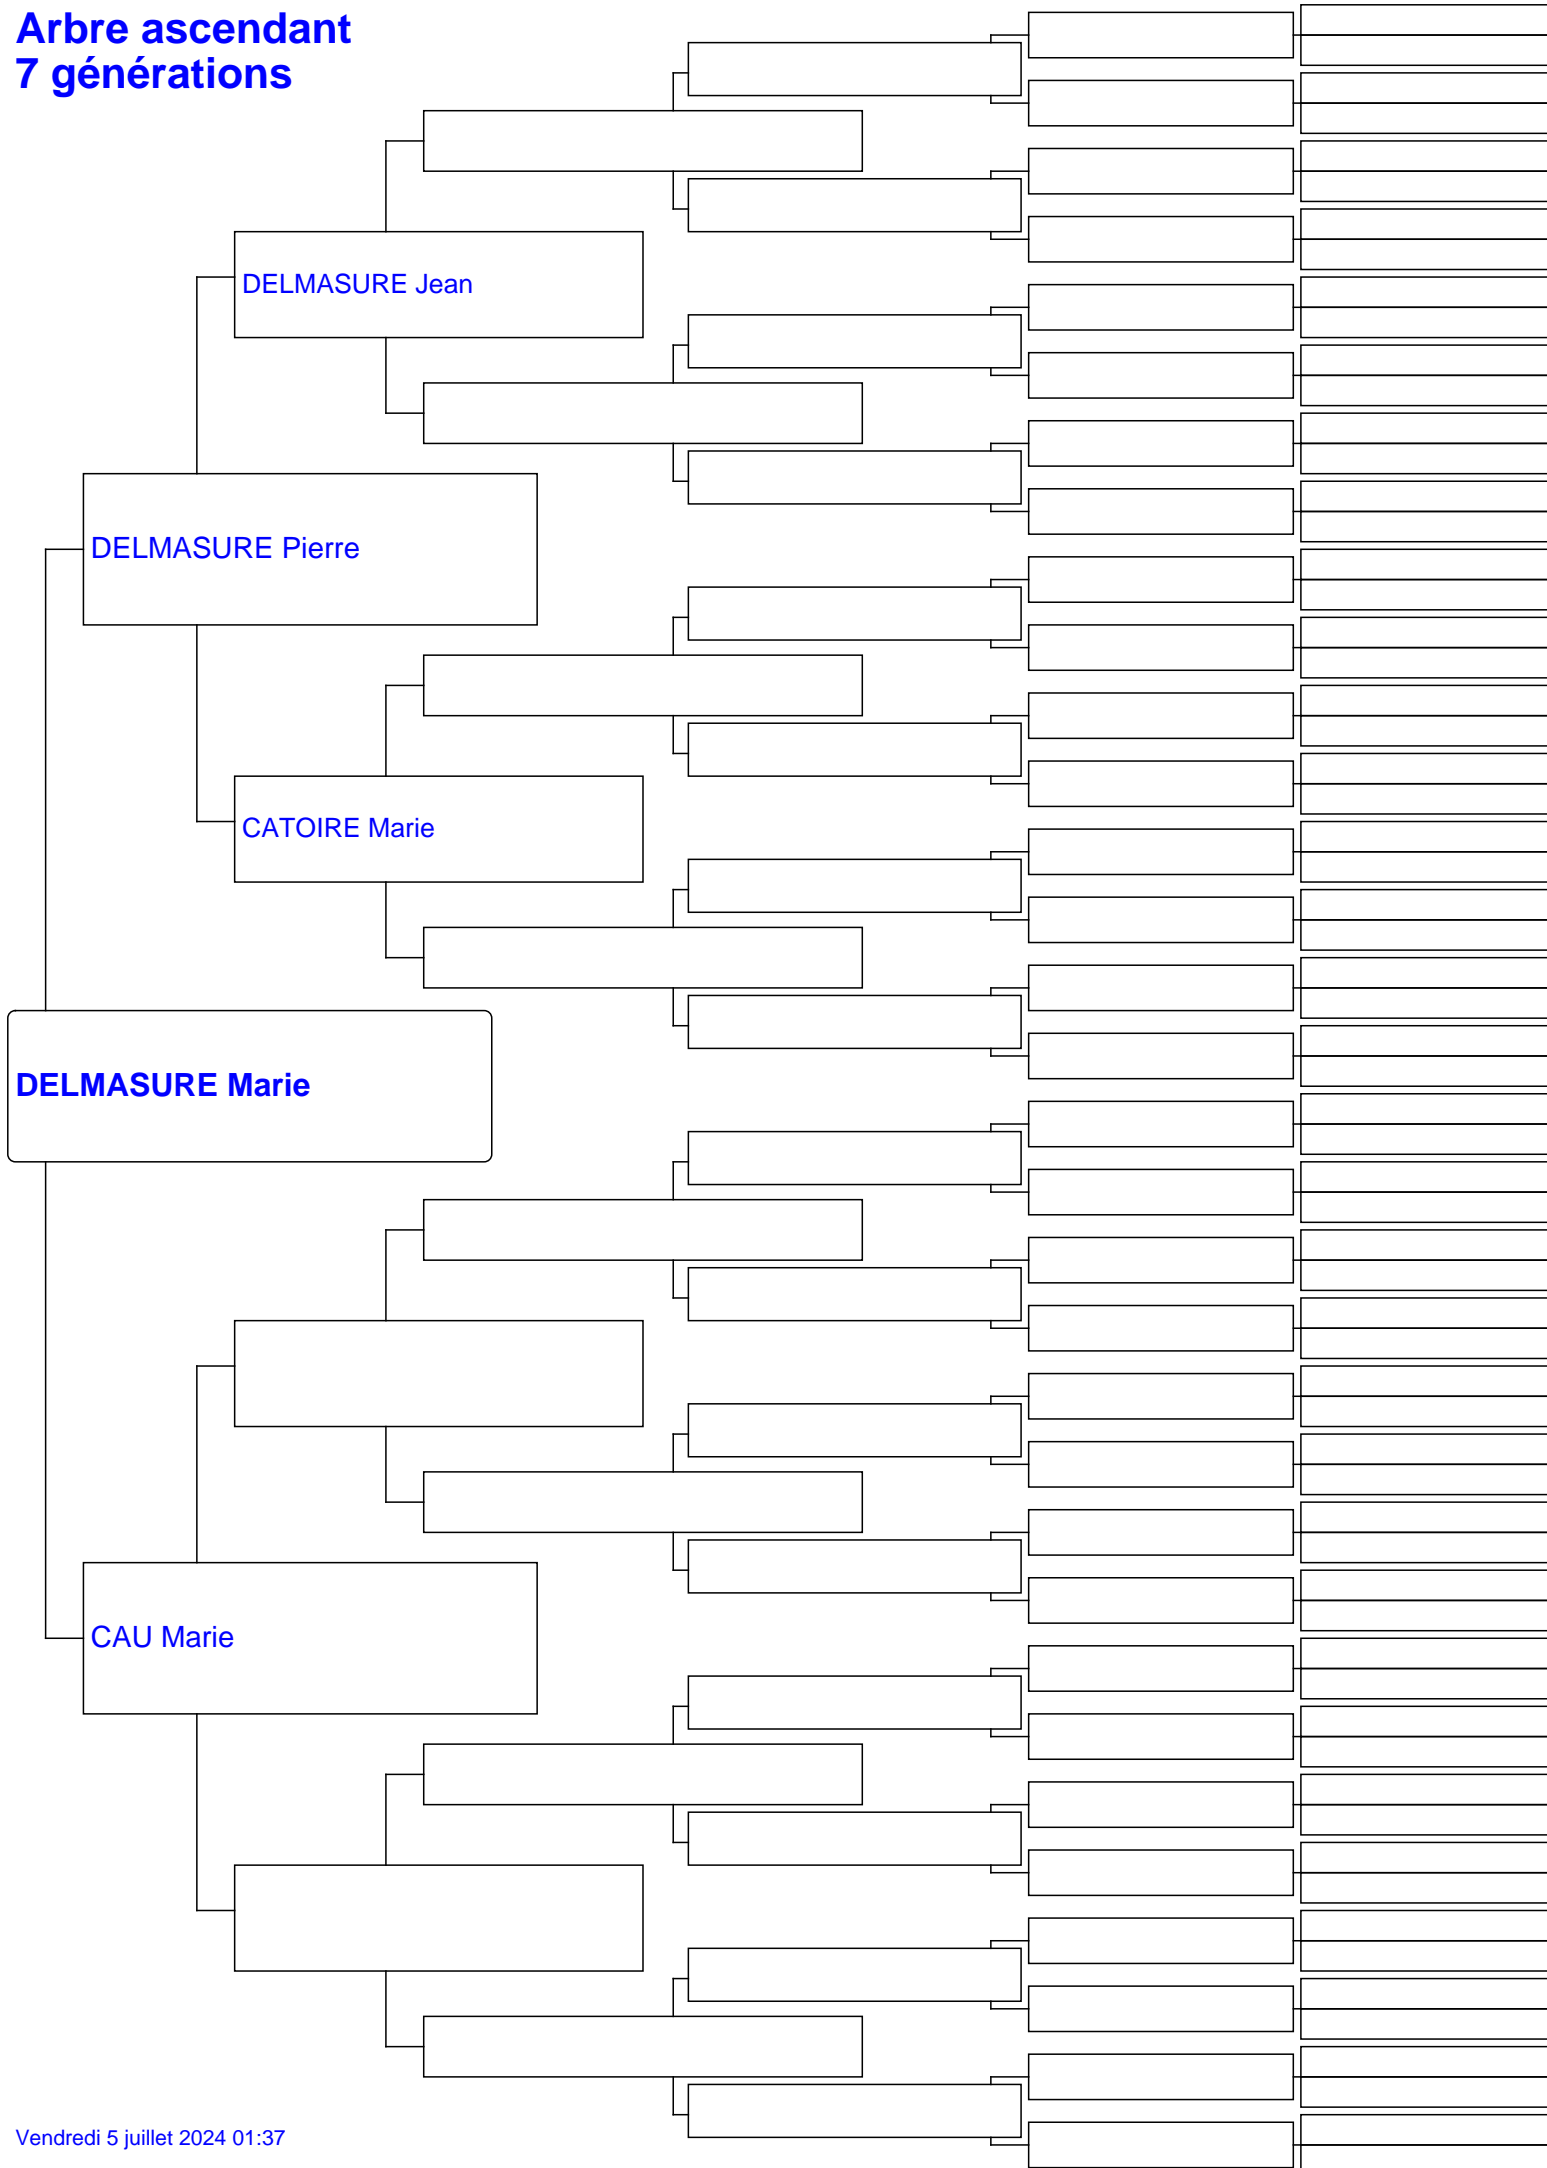 Arbre ascendant
7 générations
DELMASURE Jean
DELMASURE Pierre
CATOIRE Marie
DELMASURE Marie
CAU Marie
Vendredi 5 juillet 2024 01:37